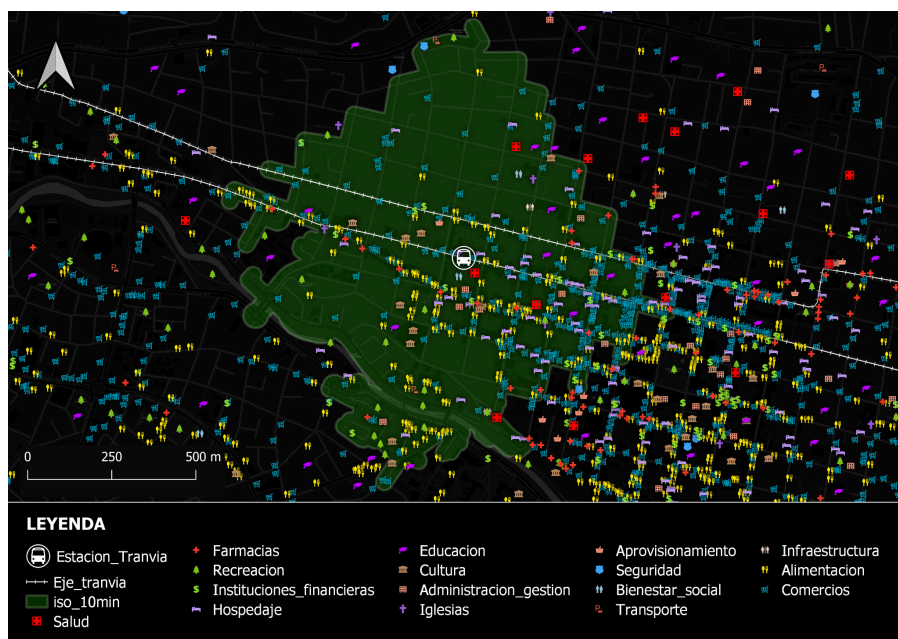 0 250 500 m
LEYENDA
Estacion_Tranvia
Eje_tranvia
iso_10min
Salud
Farmacias
Recreacion
Instituciones_financieras
Hospedaje
Educacion
Cultura
Administracion_gestion
Iglesias
Aprovisionamiento
Seguridad
Bienestar_social
Transporte
Infraestructura
Alimentacion
Comercios